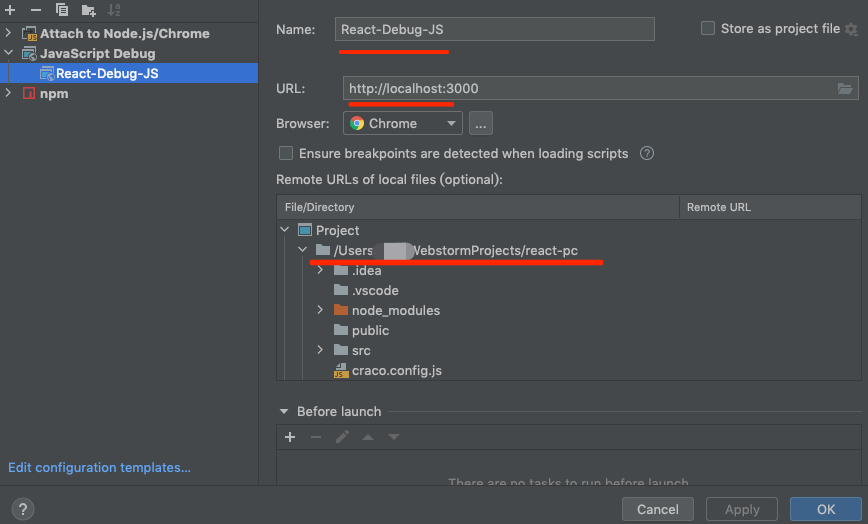 Attach to Node.js/Chrome
JavaScript Debug
React-Debug-JS
npm
Edit configuration templates...
Name: React-Debug-JS
Store as project file
URL: http://localhost:3000
Browser: Chrome ...
Ensure breakpoints are detected when loading scripts ?
Remote URLs of local files (optional):
File/Directory Remote URL
Project
/Users WebstormProjects/react-pc
.idea
.vscode
node_modules
public
src
JS craco.config.js
Before launch
There are no tasks to run before launch
? Cancel Apply OK